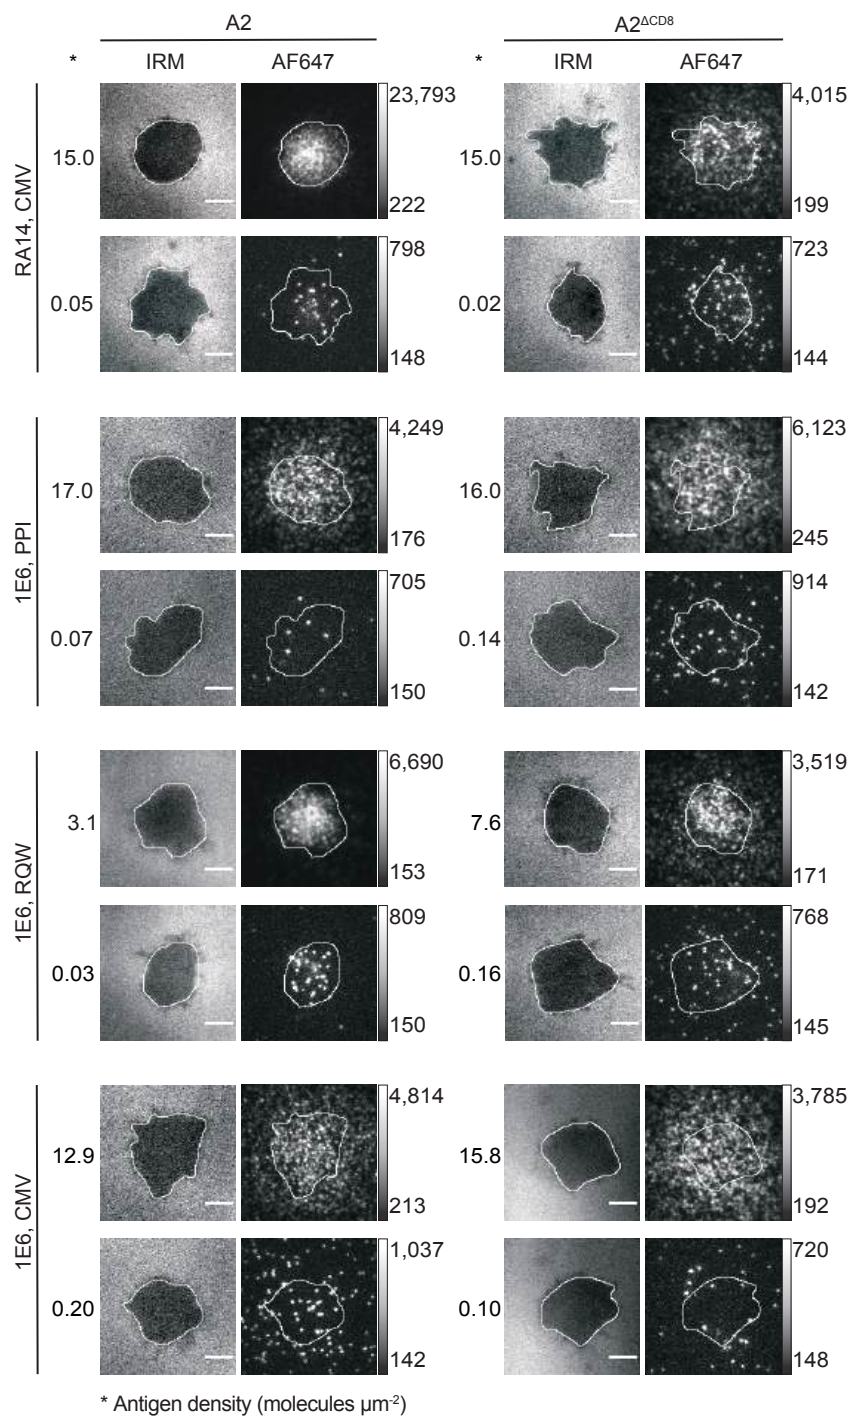 A2
A2ΔCD8
* IRM AF647
* IRM AF647
RA14, CMV
15.0 23,793 222
15.0 4,015 199
0.05 798 148
0.02 723 144
1E6, PPI
17.0 4,249 176
16.0 6,123 245
0.07 705 150
0.14 914 142
1E6, RQW
3.1 6,690 153
7.6 3,519 171
0.03 809 150
0.16 768 145
1E6, CMV
12.9 4,814 213
15.8 3,785 192
0.20 1,037 142
0.10 720 148
* Antigen density (molecules µm-2)